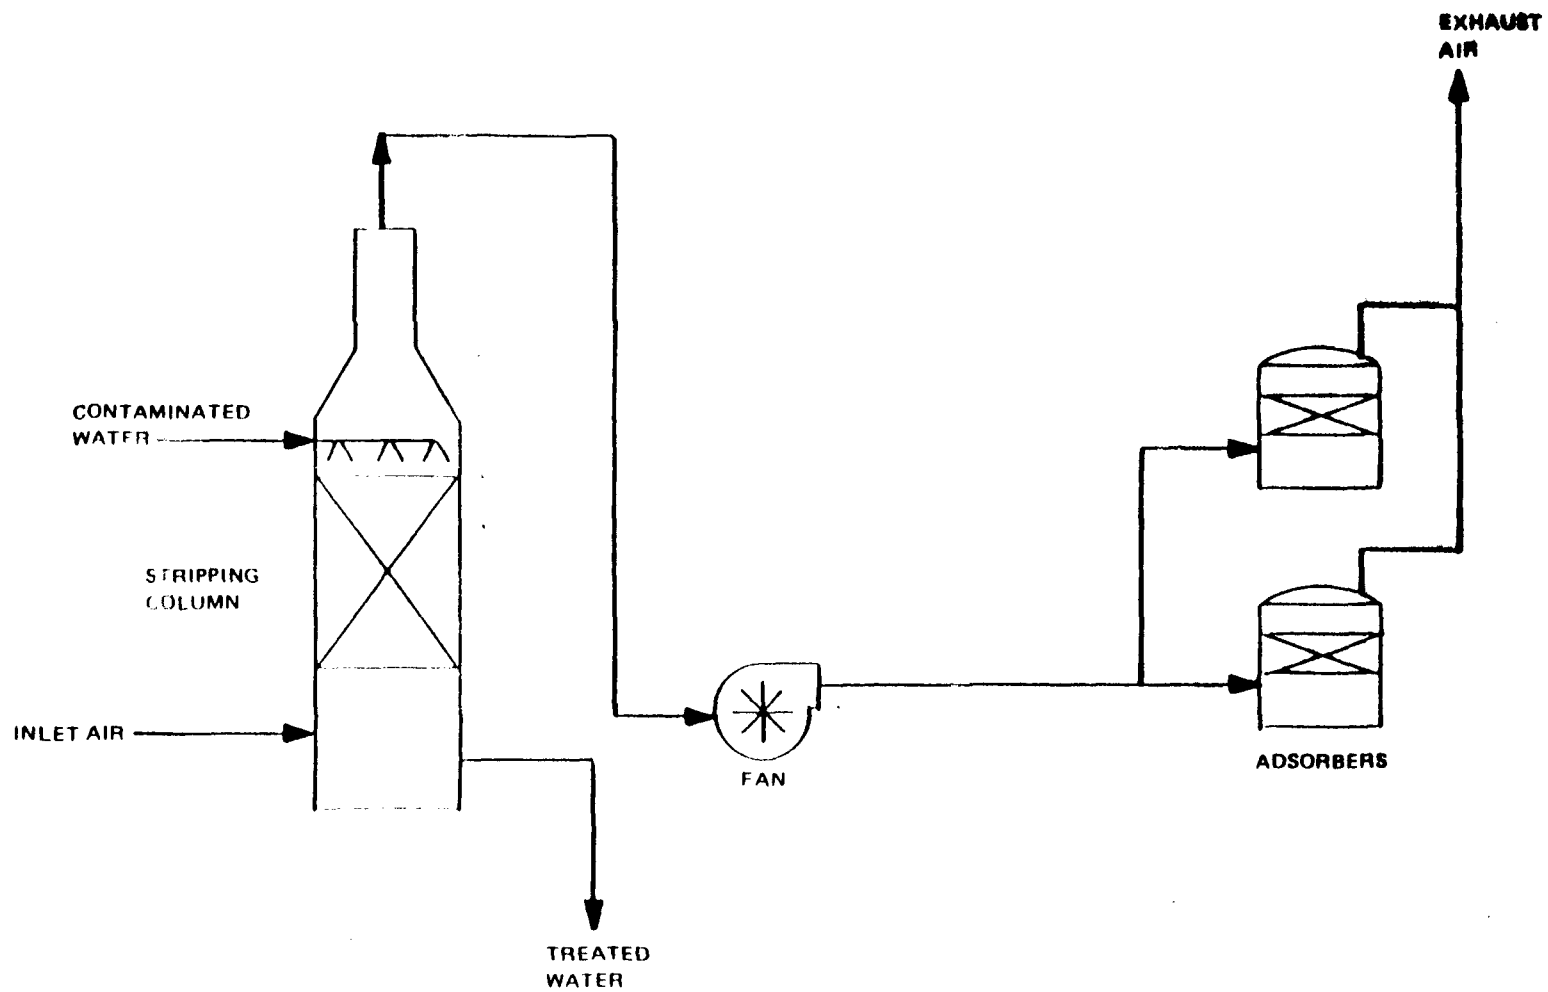 EXHAUST
AIR
CONTAMINATED
WATER
STRIPPING
COLUMN
INLET AIR
FAN
ADSORBERS
TREATED
WATER